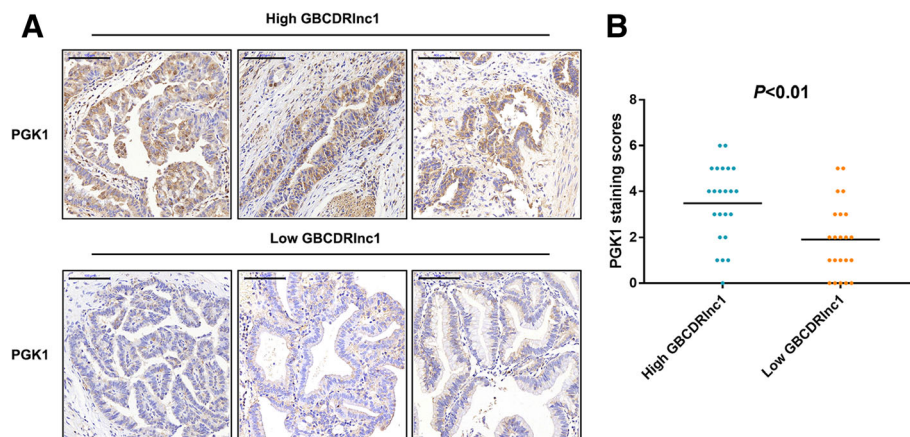 A
High GBCDRlnc1
PGK1
Low GBCDRlnc1
PGK1
B
P<0.01
PGK1 staining scores
8
6
4
2
0
High GBCDRlnc1
Low GBCDRlnc1